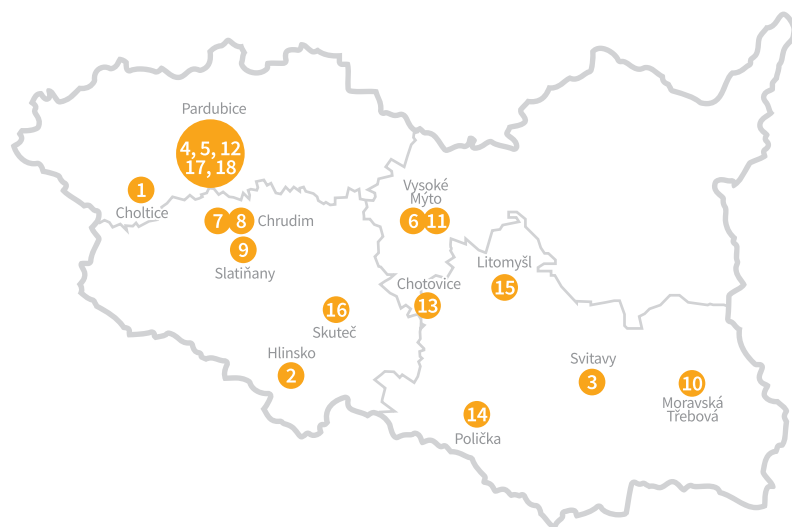 Pardubice
4, 5, 12
17, 18
1
Choltice
7 8 Chrudim
9
Slatiňany
Vysoké
Mýto
6 11
Litomyšl
15
Chotovice
13
16
Skuteč
Hlinsko
2
Svitavy
3
10
Moravská
Třebová
14
Polička